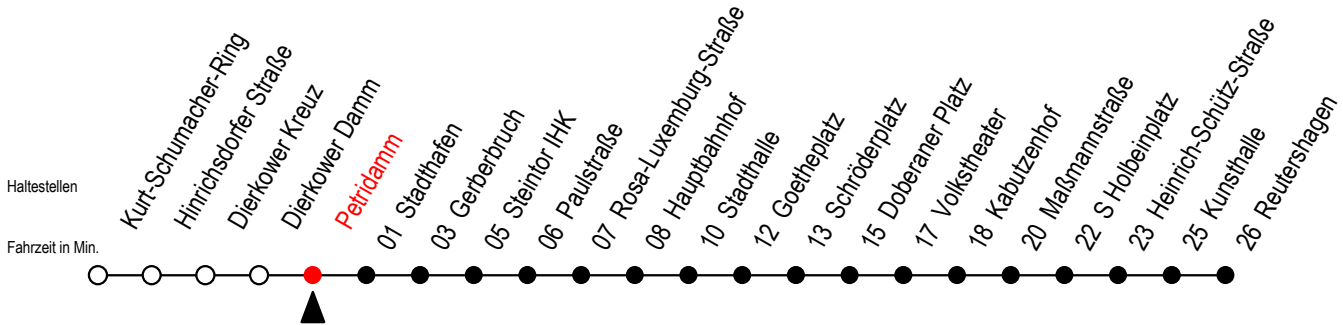 Haltestellen
Fahrzeit in Min.
Kurt-Schumacher-Ring
Hinrichsdorfer Straße
Dierkower Kreuz
Dierkower Damm
Petridamm
01 Stadthafen
03 Gerberbruch
05 Steintor IHK
06 Paulstraße
07 Rosa-Luxemburg-Straße
08 Hauptbahnhof
10 Stadthalle
12 Goetheplatz
13 Schröderplatz
15 Doberaner Platz
17 Volkstheater
18 Kabutzenhof
20 Maßmannstraße
22 S Holbeinplatz
23 Heinrich-Schütz-Straße
25 Kunsthalle
26 Reutershagen